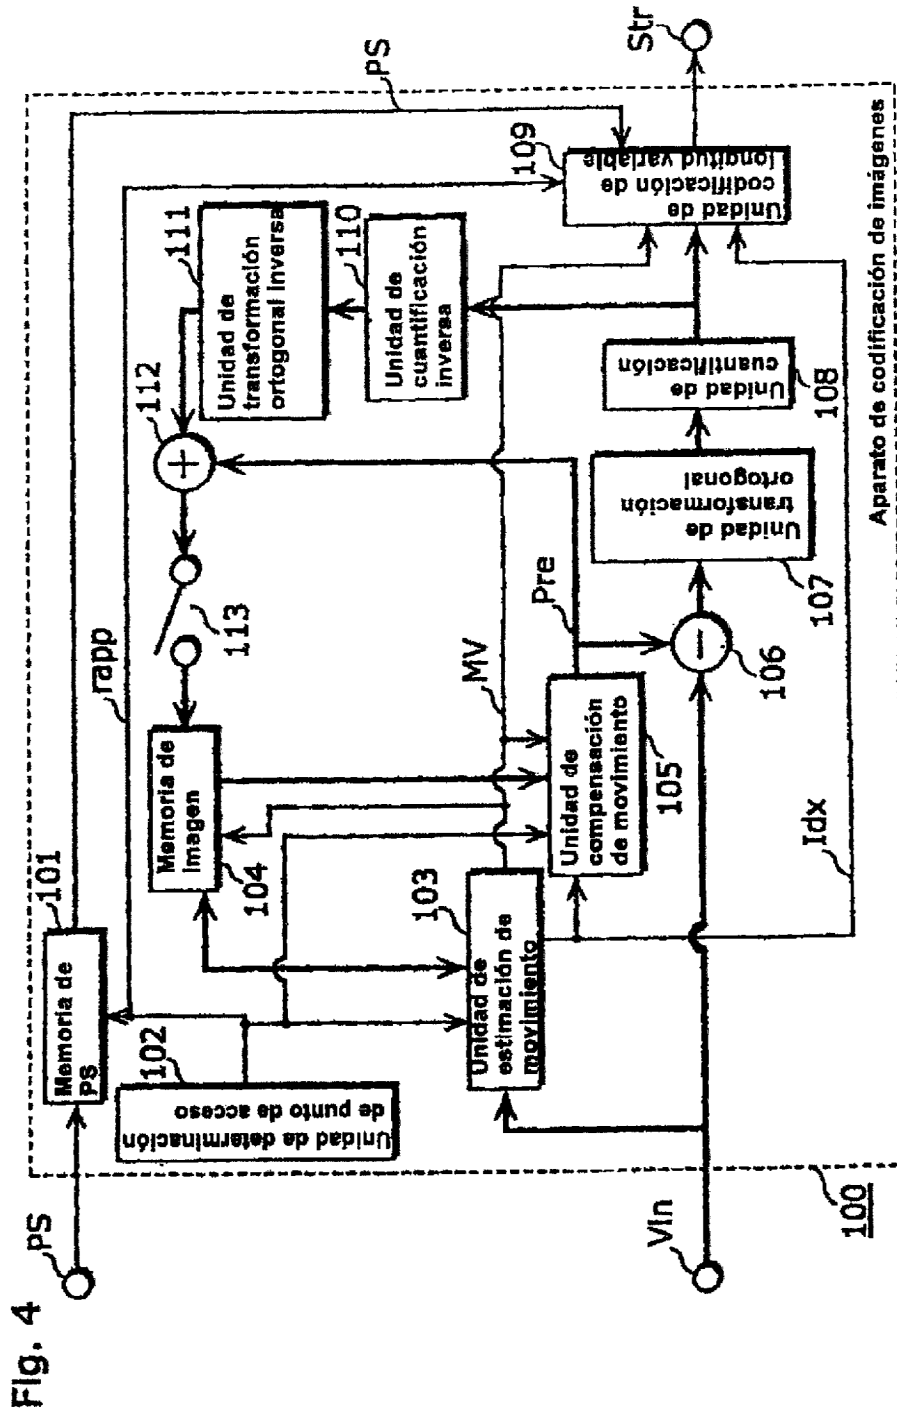 Fig. 4
PS
Memoria de
PS
101
rapp
PS
102
Unidad de determinación
de punto de acceso
Memoria de
Imagen
104
113
112
111
Unidad de
transformación
ortogonal inversa
110
Unidad de
cuantificación
inversa
109
Unidad de
codificación de
longitud variable
Str
103
Unidad de
estimación de
movimiento
MV
Unidad de
compensación
de movimiento
105
Pre
106
Unidad de
transformación
ortogonal
107
Unidad de
cuantificación
108
Idx
VIn
100
Aparato de codificación de imágenes